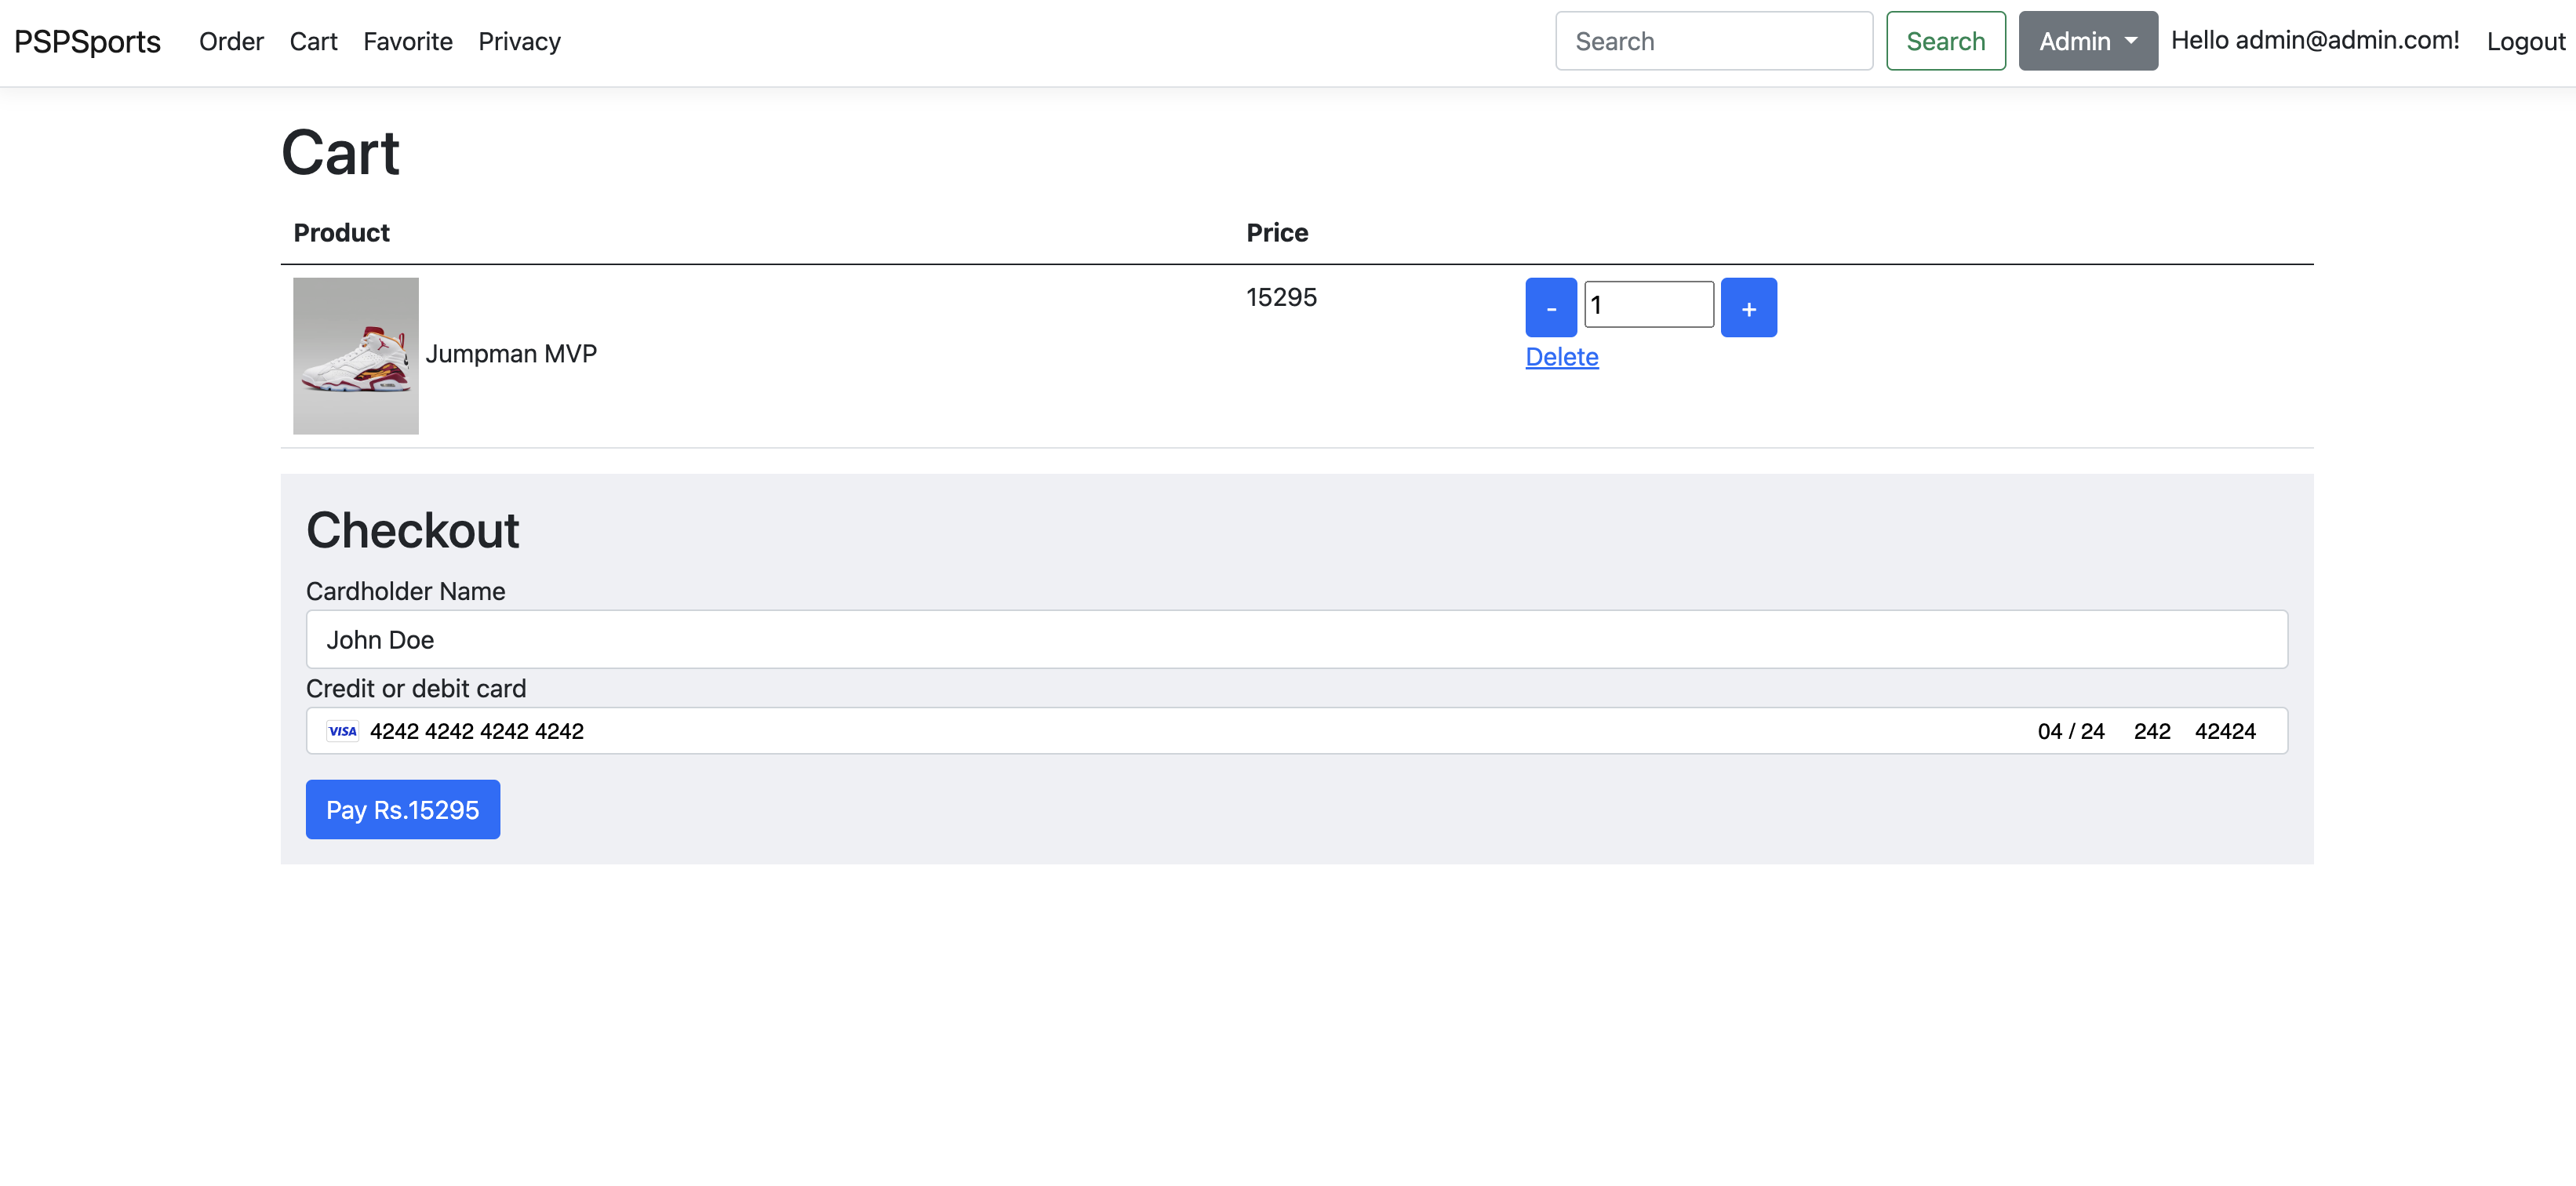 PSPSports Order Cart Favorite Privacy Search Search Admin Hello admin@admin.com! Logout
Cart
Product Price
15295 - 1 +
Jumpman MVP Delete
Checkout
Cardholder Name
John Doe
Credit or debit card
VISA 4242 4242 4242 4242 04 / 24 242 42424
Pay Rs.15295